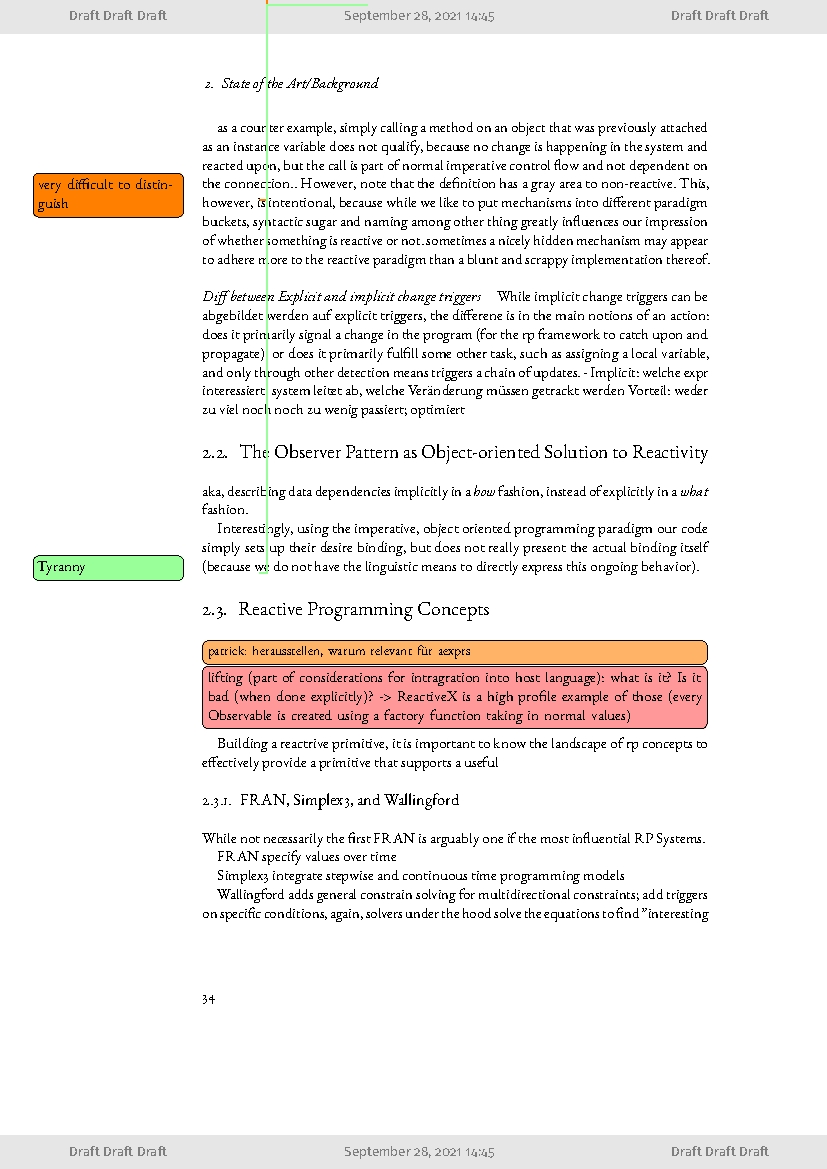 Draft Draft Draft September 28, 2021 14:45 Draft Draft Draft
2. State of the Art/Background
as a counter example, simply calling a method on an object that was previously attached
as an instance variable does not qualify, because no change is happening in the system and
reacted upon, but the call is part of normal imperative control flow and not dependent on
the connection.. However, note that the definition has a gray area to non-reactive. This,
very difficult to distin-
guish
however, is intentional, because while we like to put mechanisms into different paradigm
buckets, syntactic sugar and naming among other thing greatly influences our impression
of whether something is reactive or not. sometimes a nicely hidden mechanism may appear
to adhere more to the reactive paradigm than a blunt and scrappy implementation thereof.
Diff between Explicit and implicit change triggers While implicit change triggers can be
abgebildet werden auf explicit triggers, the differene is in the main notions of an action:
does it primarily signal a change in the program (for the rp framework to catch upon and
propagate) or does it primarily fulfill some other task, such as assigning a local variable,
and only through other detection means triggers a chain of updates. - Implicit: welche expr
interessiert, system leitet ab, welche Veränderung müssen getrackt werden Vorteil: weder
zu viel noch noch zu wenig passiert; optimiert
2.2. The Observer Pattern as Object-oriented Solution to Reactivity
aka, describing data dependencies implicitly in a how fashion, instead of explicitly in a what
fashion.
Interestingly, using the imperative, object oriented programming paradigm our code
simply sets up their desire binding, but does not really present the actual binding itself
Tyranny
(because we do not have the linguistic means to directly express this ongoing behavior).
2.3. Reactive Programming Concepts
patrick: herausstellen, warum relevant für aexprs
lifting (part of considerations for intragration into host language): what is it? Is it
bad (when done explicitly)? -> ReactiveX is a high profile example of those (every
Observable is created using a factory function taking in normal values)
Building a reactrive primitive, it is important to know the landscape of rp concepts to
effectively provide a primitive that supports a useful
2.3.1. FRAN, Simplex3, and Wallingford
While not necessarily the first FRAN is arguably one if the most influential RP Systems.
FRAN specify values over time
Simplex3 integrate stepwise and continuous time programming models
Wallingford adds general constrain solving for multidirectional constraints; add triggers
on specific conditions, again, solvers under the hood solve the equations to find ”interesting
34
Draft Draft Draft September 28, 2021 14:45 Draft Draft Draft